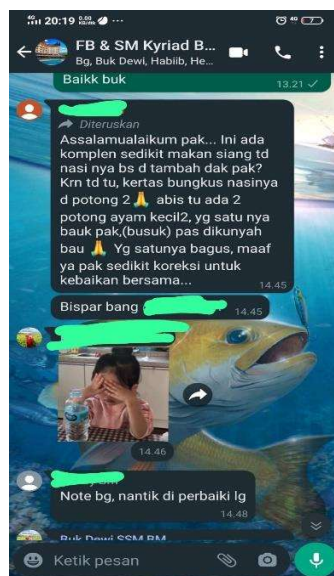 20:19
FB & SM Kyriad B...
Bg, Buk Dewi, Habiib, He...
Baikk buk
13.21
Diteruskan
Assalamualaikum pak... Ini ada
komplen sedikit makan siang td
nasi nya bs d tambah dak pak?
Krn td tu, kertas bungkus nasinya
d potong 2🙏 abis tu ada 2
potong ayam kecil2, yg satu nya
bauk pak,(busuk) pas dikunyah
bau 🙏 Yg satunya bagus, maaf
ya pak sedikit koreksi untuk
kebaikan bersama...
14.45
Bispar bang
14.45
14.46
Note bg, nantik di perbaiki lg
14.48
Buk Dewi SSM BM
Ketik pesan